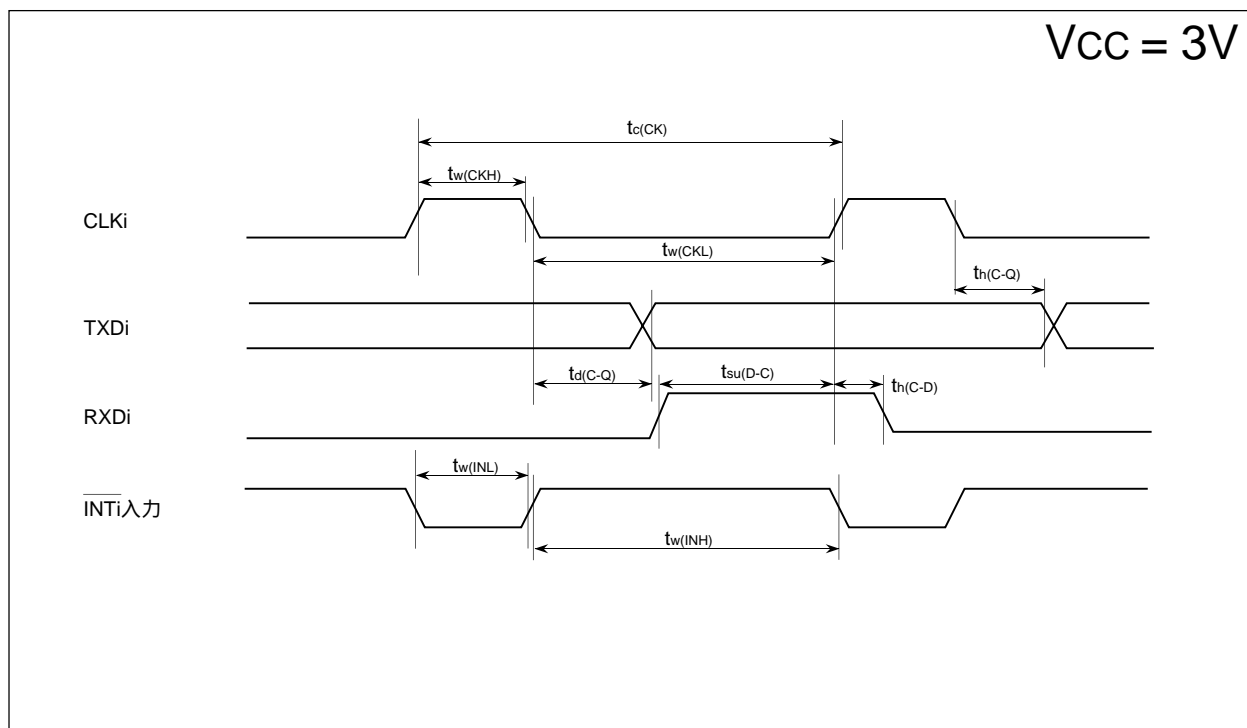 VCC = 3V
tc(CK)
tw(CKH)
CLKi
tw(CKL)
th(C-Q)
TXDi
td(C-Q)
tsu(D-C)
th(C-D)
RXDi
tw(INL)
INTi入力
tw(INH)